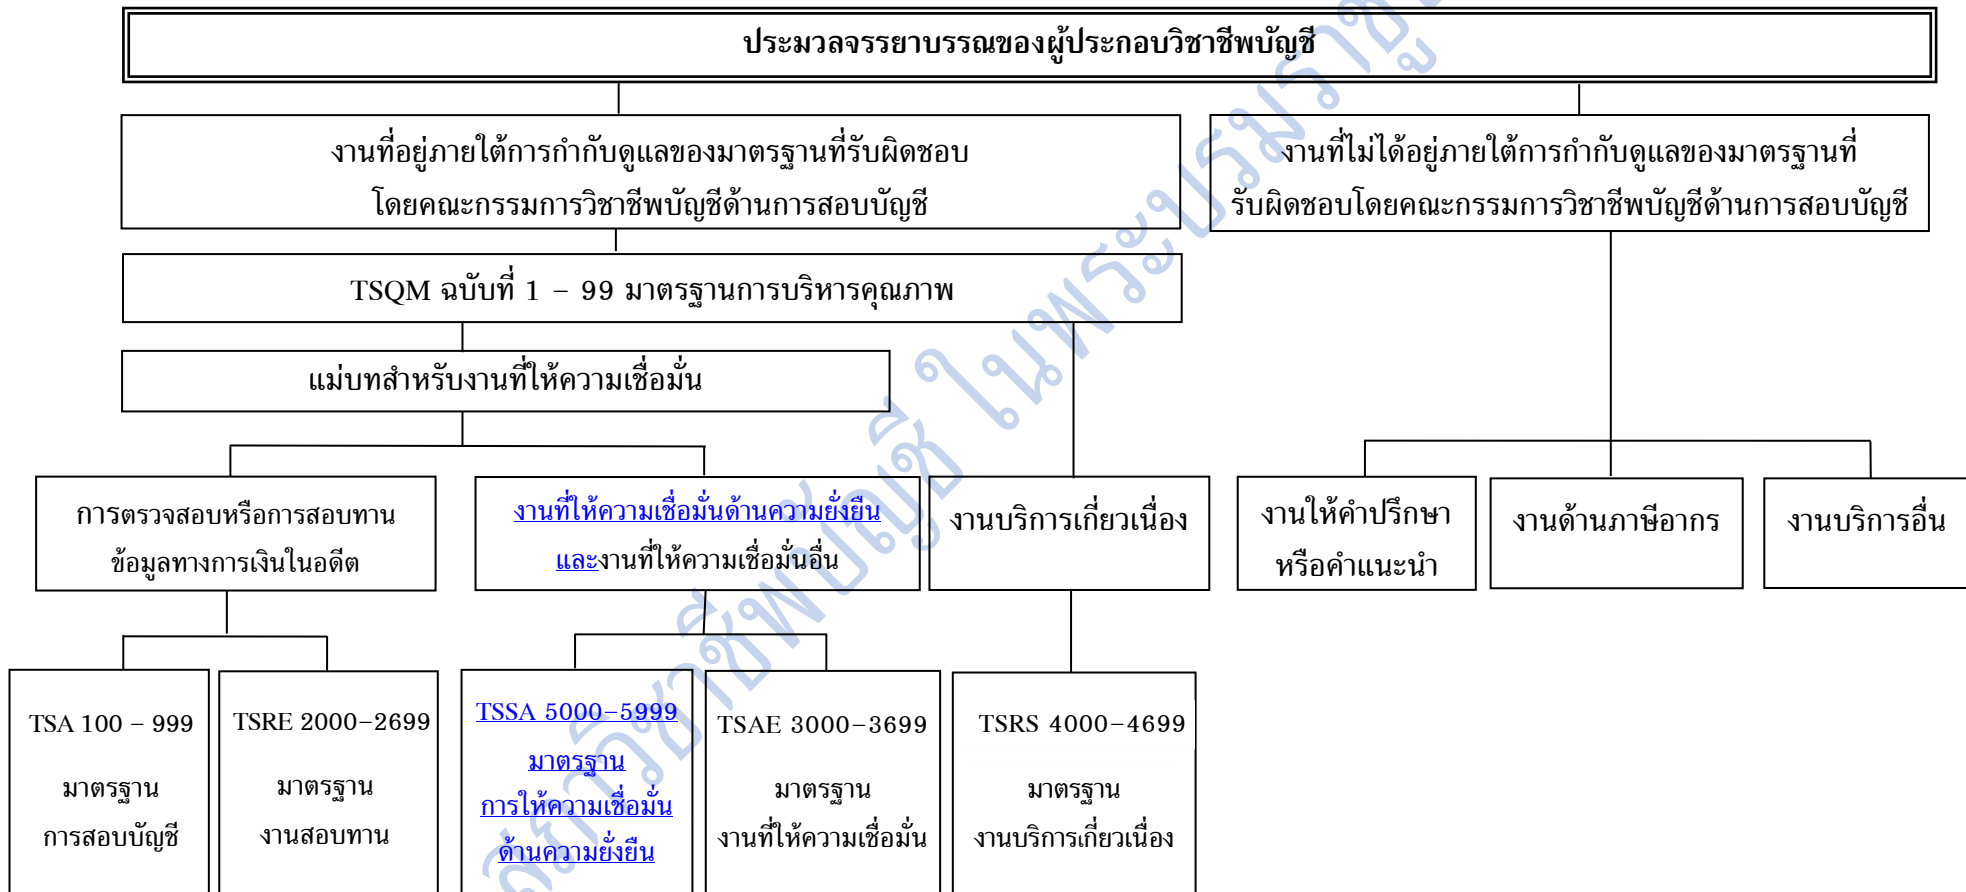 ประมวลจรรยาบรรณของผู้ประกอบวิชาชีพบัญชี
งานที่อยู่ภายใต้การกำกับดูแลของมาตรฐานที่รับผิดชอบ
โดยคณะกรรมการวิชาชีพบัญชีด้านการสอบบัญชี
งานที่ไม่ได้อยู่ภายใต้การกำกับดูแลของมาตรฐานที่
รับผิดชอบโดยคณะกรรมการวิชาชีพบัญชีด้านการสอบบัญชี
TSQM ฉบับที่ 1 – 99 มาตรฐานการบริหารคุณภาพ
แม่บทสำหรับงานที่ให้ความเชื่อมั่น
การตรวจสอบหรือการสอบทาน
ข้อมูลทางการเงินในอดีต
งานที่ให้ความเชื่อมั่นด้านความยั่งยืน
และงานที่ให้ความเชื่อมั่นอื่น
งานบริการเกี่ยวเนื่อง
งานให้คำปรึกษา
หรือคำแนะนำ
งานด้านภาษีอากร
งานบริการอื่น
TSA 100 – 999
มาตรฐาน
การสอบบัญชี
TSRE 2000–2699
มาตรฐาน
งานสอบทาน
TSSA 5000–5999
มาตรฐาน
การให้ความเชื่อมั่น
ด้านความยั่งยืน
TSAE 3000–3699
มาตรฐาน
งานที่ให้ความเชื่อมั่น
TSRS 4000–4699
มาตรฐาน
งานบริการเกี่ยวเนื่อง
สภาวิชาชีพบัญชี ในพระบรมราชู